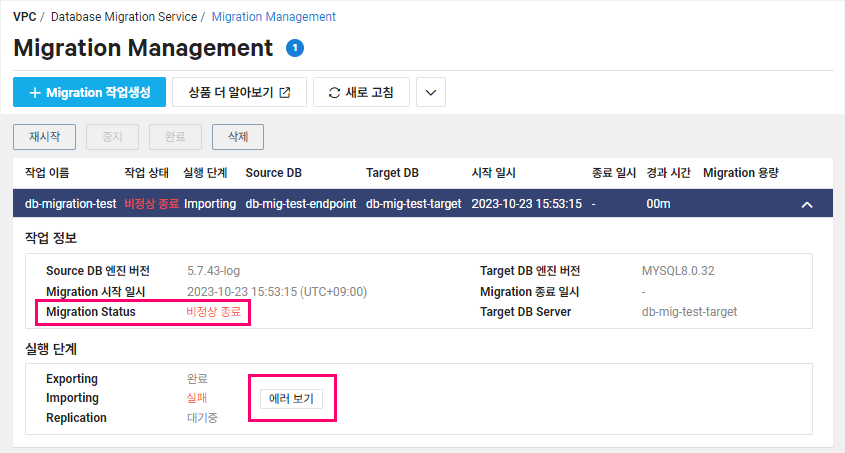 VPC / Database Migration Service / Migration Management
Migration Management 1
+ Migration 작업생성 상품 더 알아보기 새로 고침
재시작 중지 완료 삭제
작업 이름 작업 상태 실행 단계 Source DB Target DB 시작 일시 종료 일시 경과 시간 Migration 용량
db-migration-test 비정상 종료 Importing db-mig-test-endpoint db-mig-test-target 2023-10-23 15:53:15 - 00m
작업 정보
Source DB 엔진 버전 5.7.43-log Target DB 엔진 버전 MYSQL8.0.32
Migration 시작 일시 2023-10-23 15:53:15 (UTC+09:00) Migration 종료 일시 -
Migration Status 비정상 종료 Target DB Server db-mig-test-target
실행 단계
Exporting 완료
Importing 실패 에러 보기
Replication 대기중